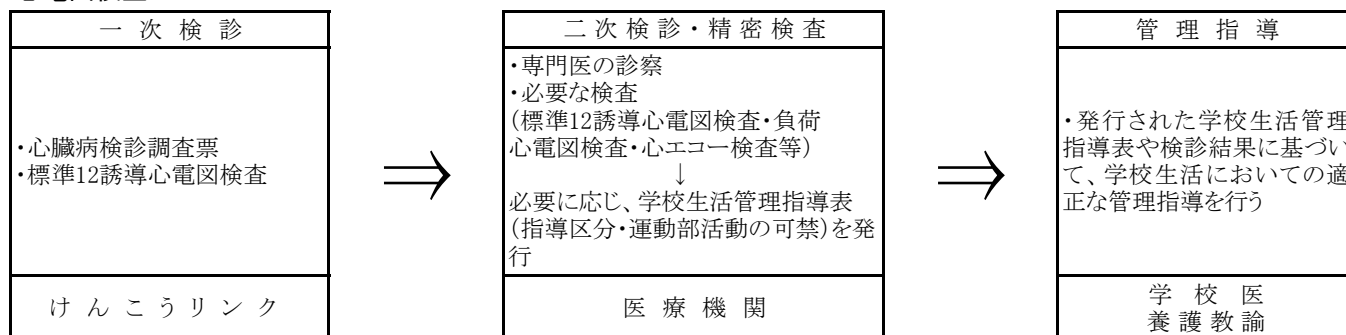 一次検診
・心臓病検診調査票
・標準12誘導心電図検査
けんこうリンク
⇒
二次検診・精密検査
・専門医の診察
・必要な検査
(標準12誘導心電図検査・負荷
心電図検査・心エコー検査等)
↓
必要に応じ、学校生活管理指導表
(指導区分・運動部活動の可禁)を発
行
医療機関
⇒
管理指導
・発行された学校生活管理
指導表や検診結果に基づい
て、学校生活においての適
正な管理指導を行う
学校医
養護教諭